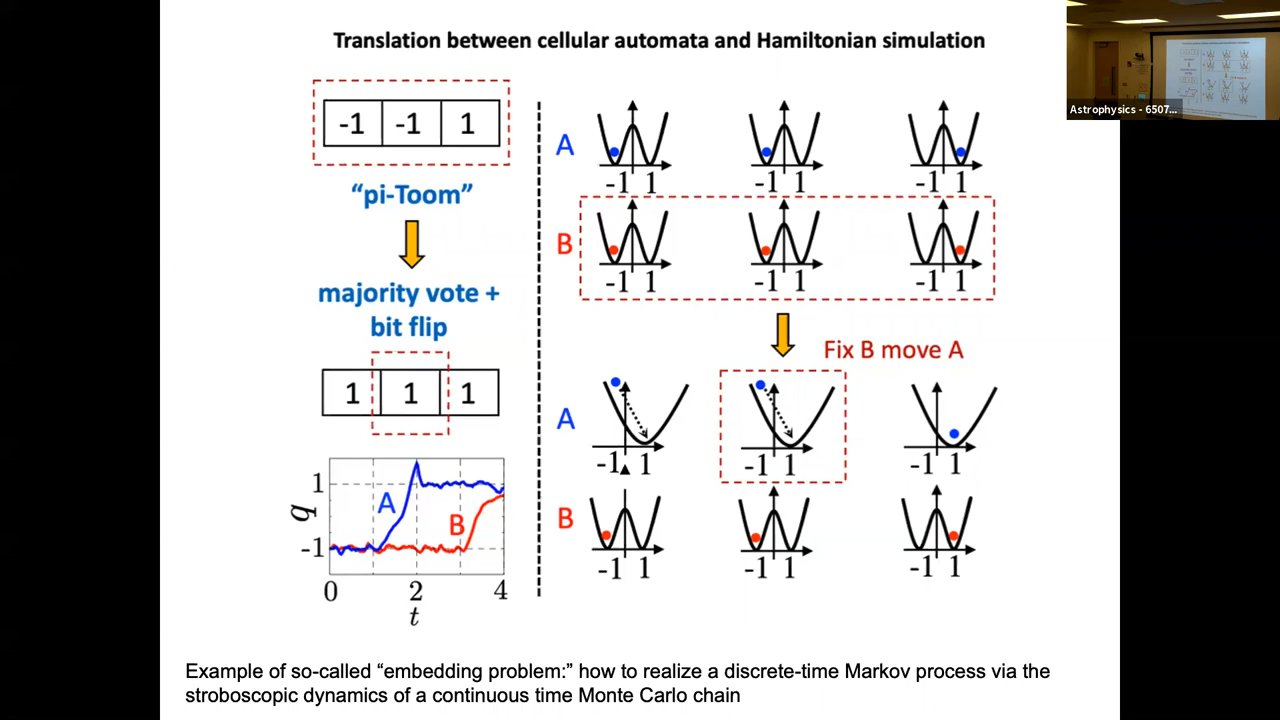 Translation between cellular automata and Hamiltonian simulation
Astrophysics - 6507...
-1 -1 1
"pi-Toom"
majority vote +
bit flip
1 1 1
1
-1
q
A
B
0 2 4
t
A
-1 1 -1 1 -1 1
B
-1 1 -1 1 -1 1
Fix B move A
A
-1 1 -1 1 -1 1
B
-1 1 -1 1 -1 1
Example of so-called "embedding problem:" how to realize a discrete-time Markov process via the
stroboscopic dynamics of a continuous time Monte Carlo chain